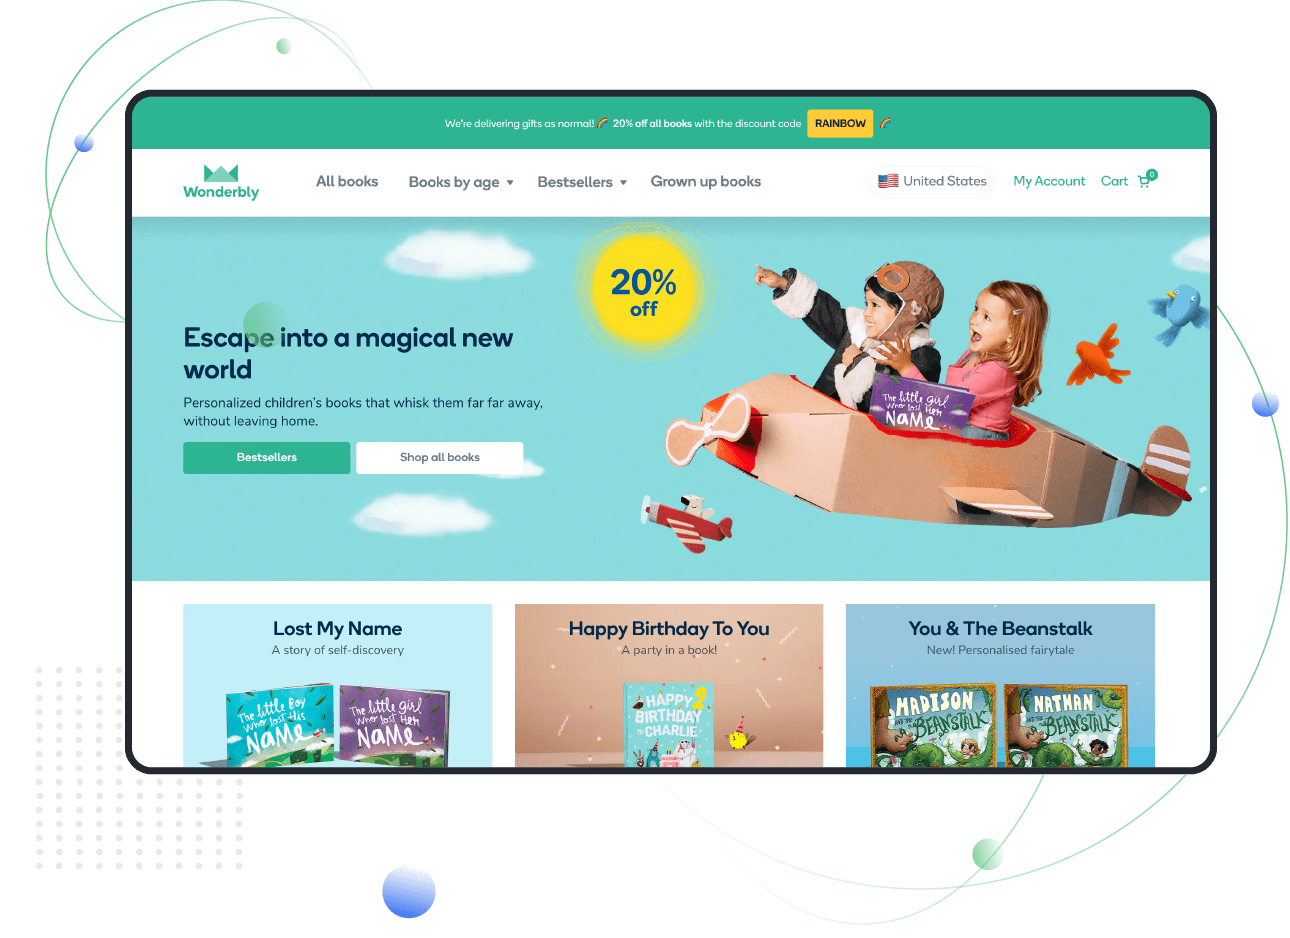 We're delivering gifts as normal! 🌈 20% off all books with the discount code RAINBOW 🌈
Wonderbly
All books Books by age Bestsellers Grown up books United States My Account Cart 0
20%
off
Escape into a magical new
world
Personalized children's books that whisk them far far away,
without leaving home.
Bestsellers Shop all books
The little girl
who lost Her
NAME
Lost My Name
A story of self-discovery
The little Boy
who lost His
NAME
The little girl
who lost Her
NAME
Happy Birthday To You
A party in a book!
HAPPY 2
BIRTHDAY
to CHARLIE
You & The Beanstalk
New! Personalised fairytale
MADISON
AND THE
BEANSTALK
NATHAN
AND THE
BEANSTALK